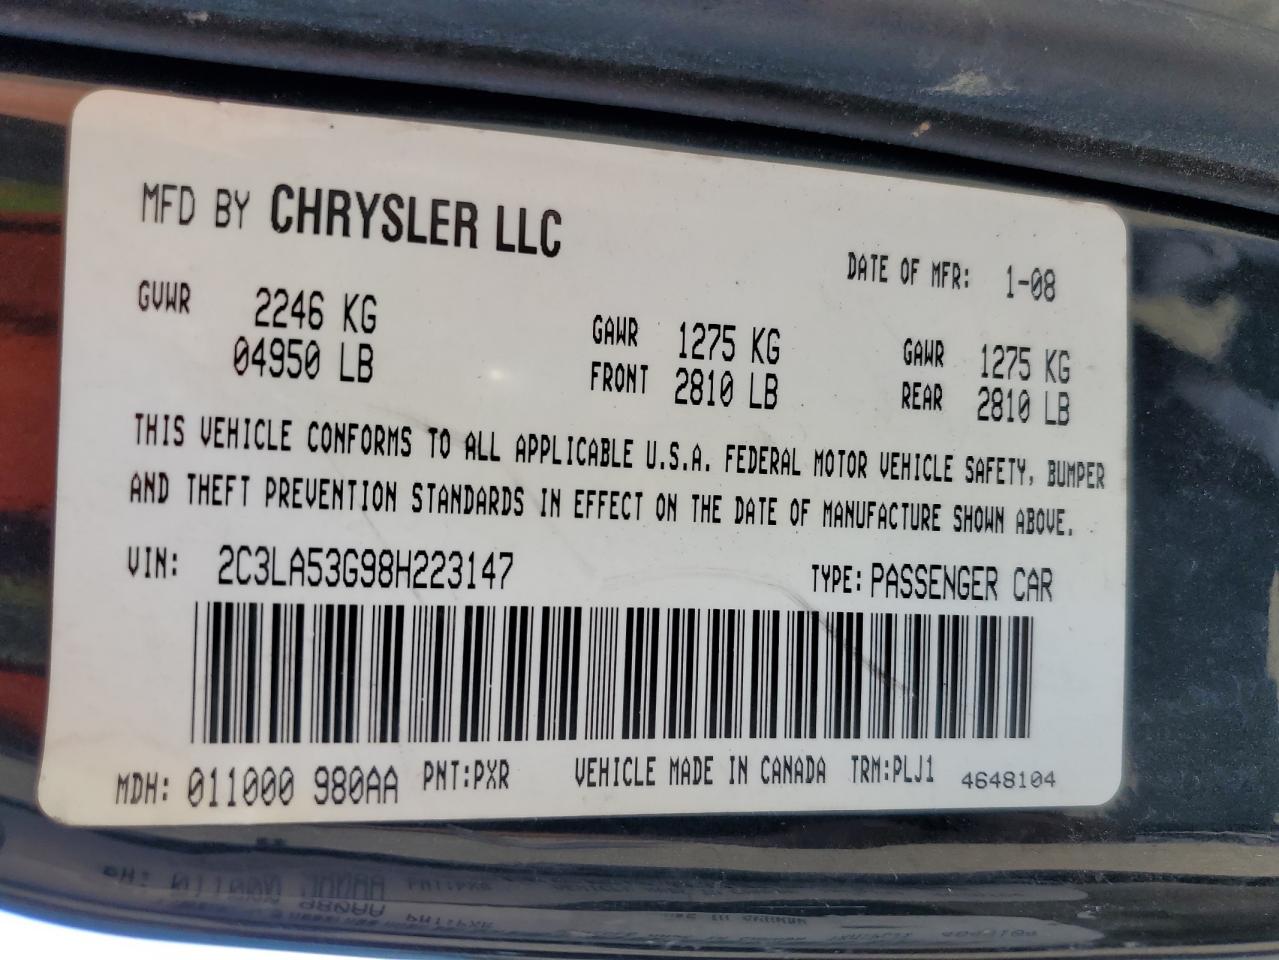 MFD BY CHRYSLER LLC
DATE OF MFR: 1-08
GVWR 2246 KG
04950 LB
GAWR 1275 KG
FRONT 2810 LB
GAWR 1275 KG
REAR 2810 LB
THIS VEHICLE CONFORMS TO ALL APPLICABLE U.S.A. FEDERAL MOTOR VEHICLE SAFETY, BUMPER
AND THEFT PREVENTION STANDARDS IN EFFECT ON THE DATE OF MANUFACTURE SHOWN ABOVE.
VIN: 2C3LA53G98H223147 TYPE: PASSENGER CAR
MDH: 011000 980AA PNT:PXR VEHICLE MADE IN CANADA TRM:PLJ1 4648104